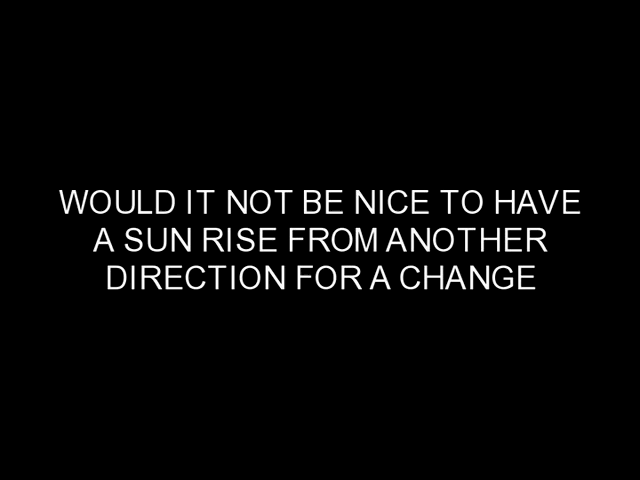 WOULD IT NOT BE NICE TO HAVE
A SUN RISE FROM ANOTHER
DIRECTION FOR A CHANGE